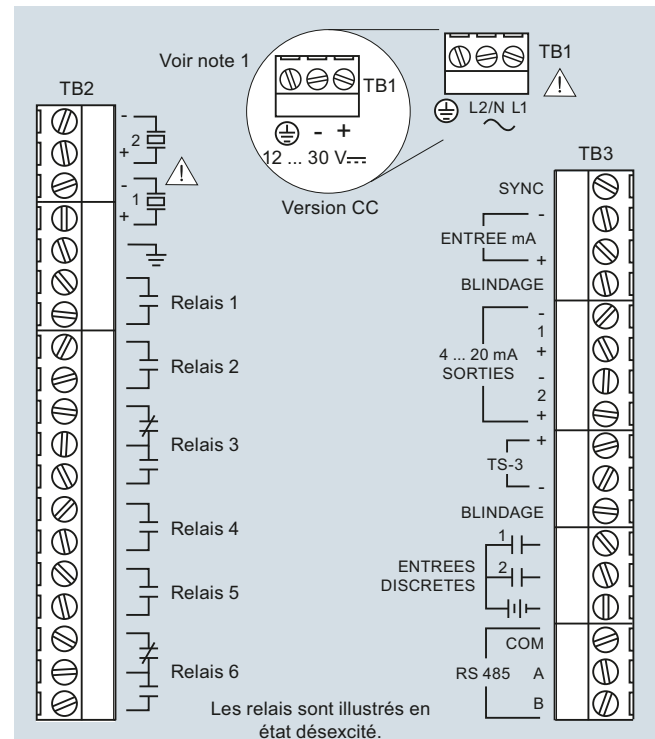 Voir note 1
TB1
L2/N L1
TB1
- +
12 ... 30 V
Version CC
TB2
-
2
+
-
1
+
Relais 1
Relais 2
Relais 3
Relais 4
Relais 5
Relais 6
Les relais sont illustrés en
état désexcité.
TB3
SYNC
-
ENTREE mA
+
BLINDAGE
-
1
4 ... 20 mA +
SORTIES -
2
+
+
TS-3
-
BLINDAGE
1
ENTREES 2
DISCRETES
COM
RS 485 A
B